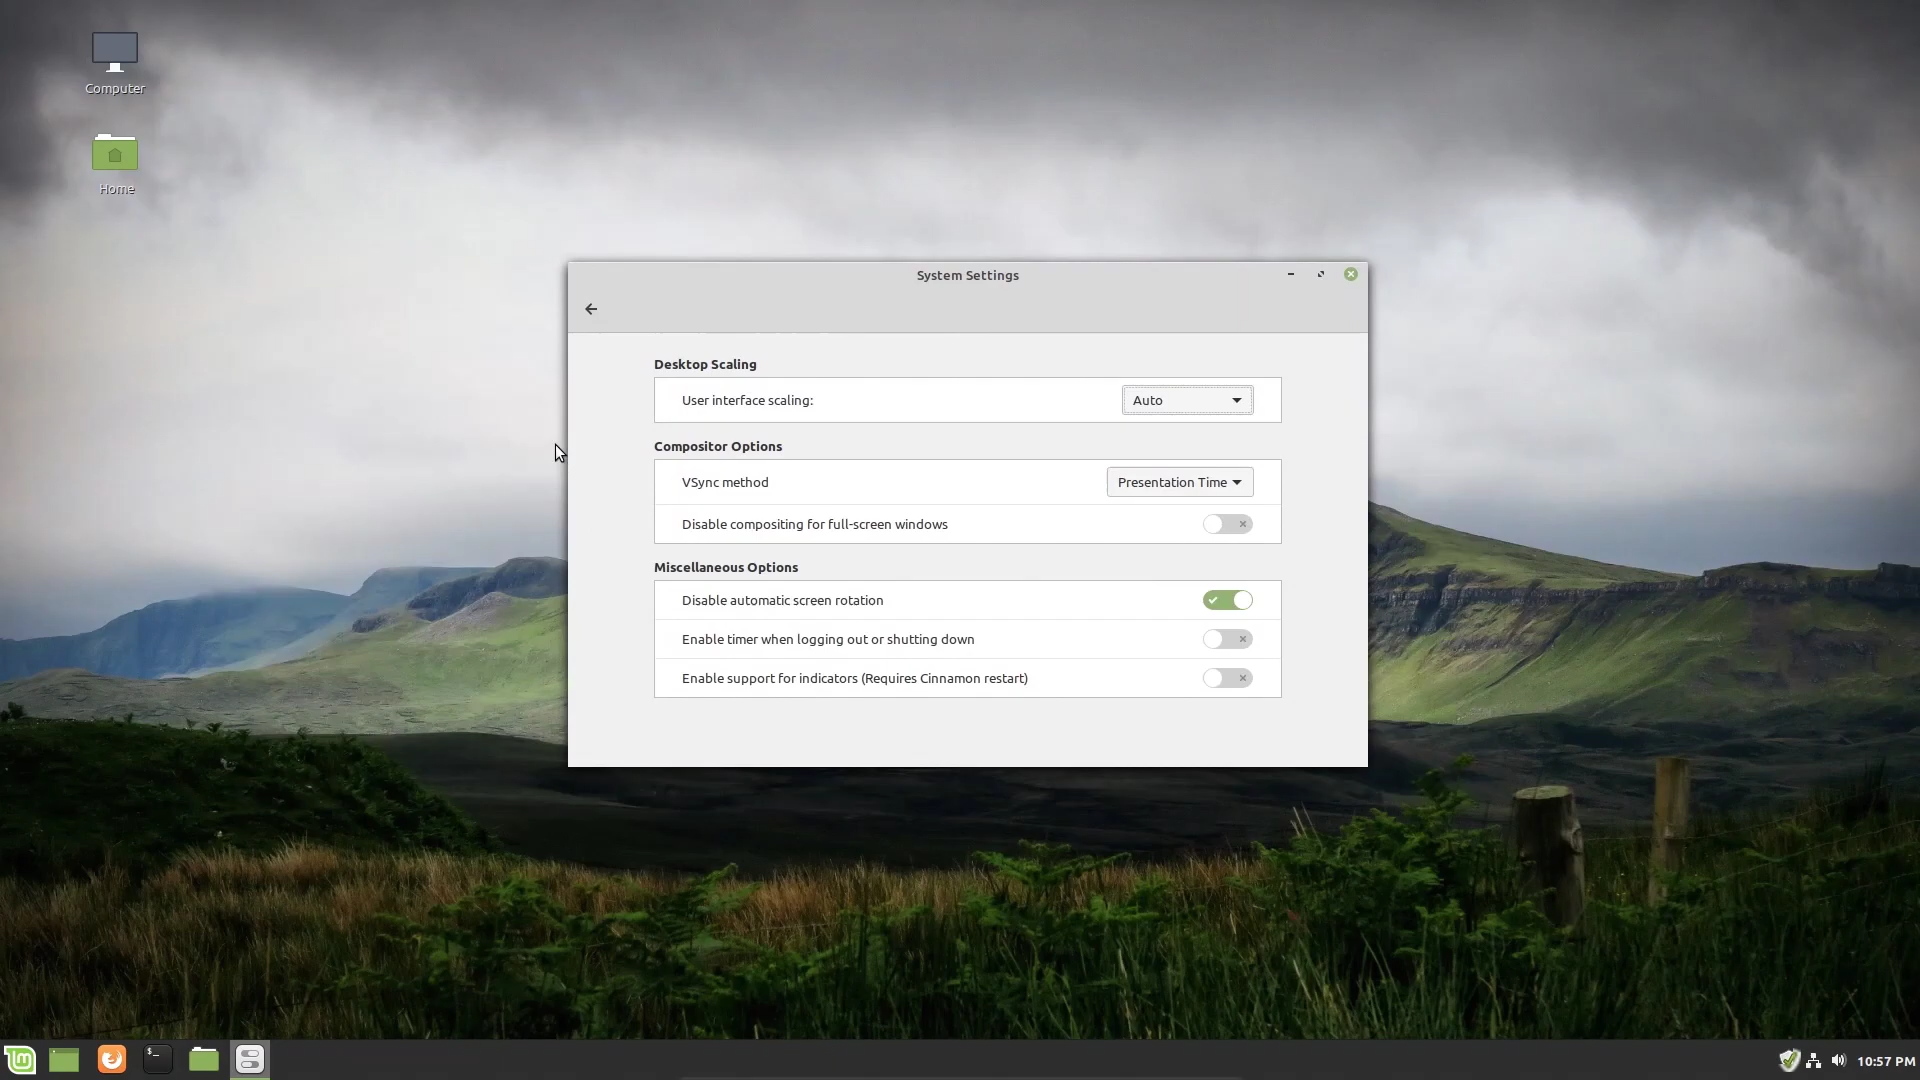 Computer
Home
System Settings
Desktop Scaling
User interface scaling:
Auto
Compositor Options
VSync method
Presentation Time
Disable compositing for full-screen windows
Miscellaneous Options
Disable automatic screen rotation
Enable timer when logging out or shutting down
Enable support for indicators (Requires Cinnamon restart)
10:57 PM